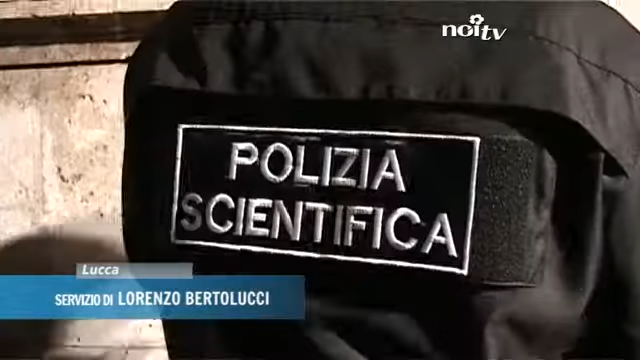 noitv
POLIZIA
SCIENTIFICA
Lucca
SERVIZIO DI LORENZO BERTOLUCCI